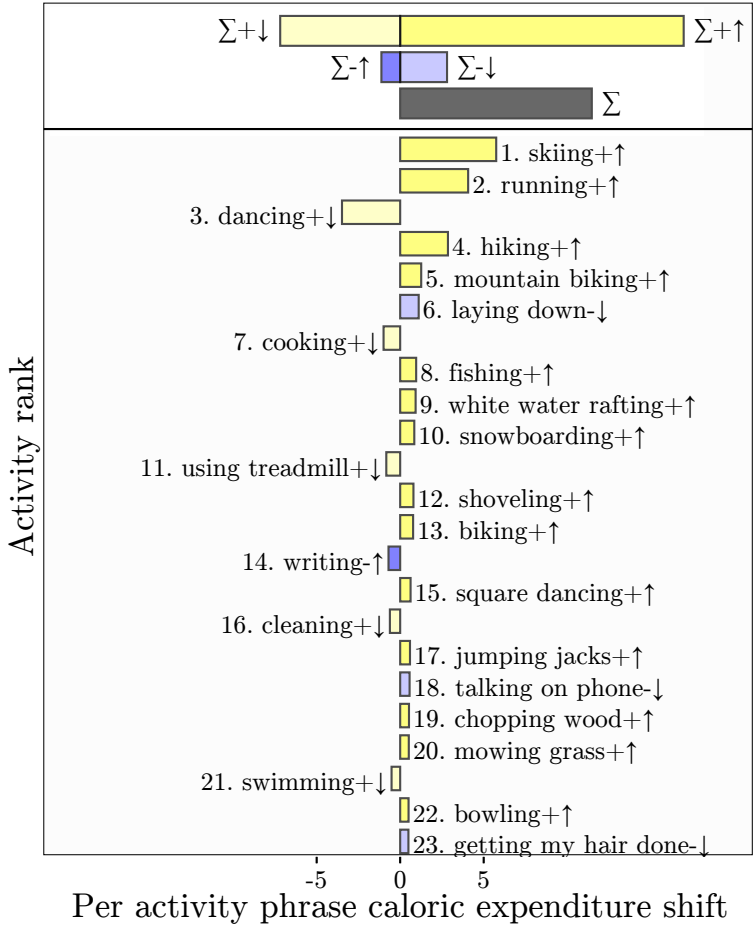 Σ+↓ Σ+↑
Σ-↑ Σ-↓
Σ
1. skiing+↑
2. running+↑
3. dancing+↓
4. hiking+↑
5. mountain biking+↑
6. laying down-↓
7. cooking+↓
8. fishing+↑
9. white water rafting+↑
10. snowboarding+↑
11. using treadmill+↓
12. shoveling+↑
13. biking+↑
14. writing-↑
15. square dancing+↑
16. cleaning+↓
17. jumping jacks+↑
18. talking on phone-↓
19. chopping wood+↑
20. mowing grass+↑
21. swimming+↓
22. bowling+↑
23. getting my hair done-↓
Activity rank
-5 0 5
Per activity phrase caloric expenditure shift